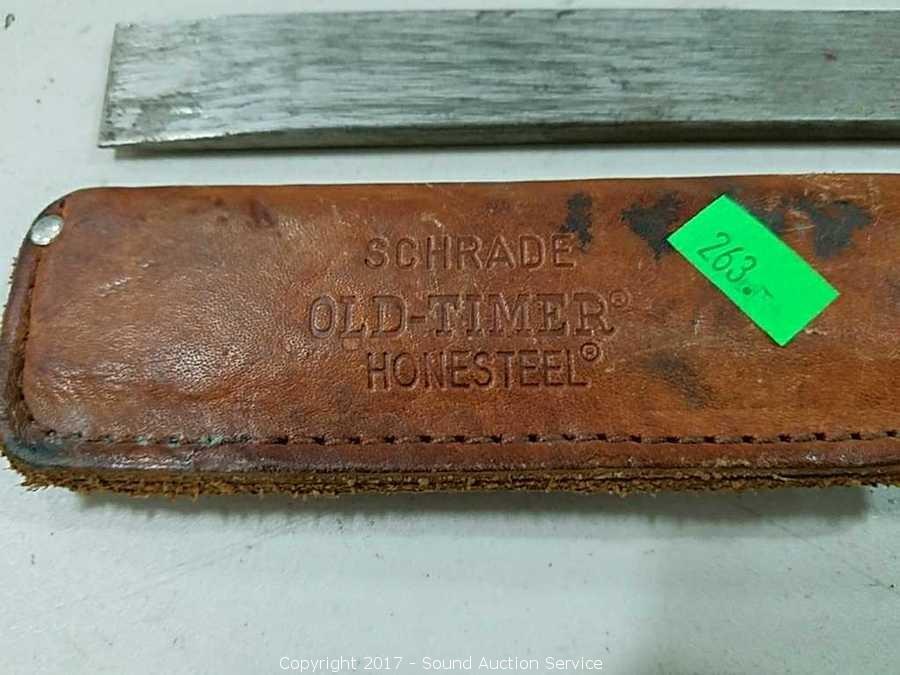 SCHRADE
OLD-TIMER®
HONESTEEL®
263.
Copyright 2017 - Sound Auction Service